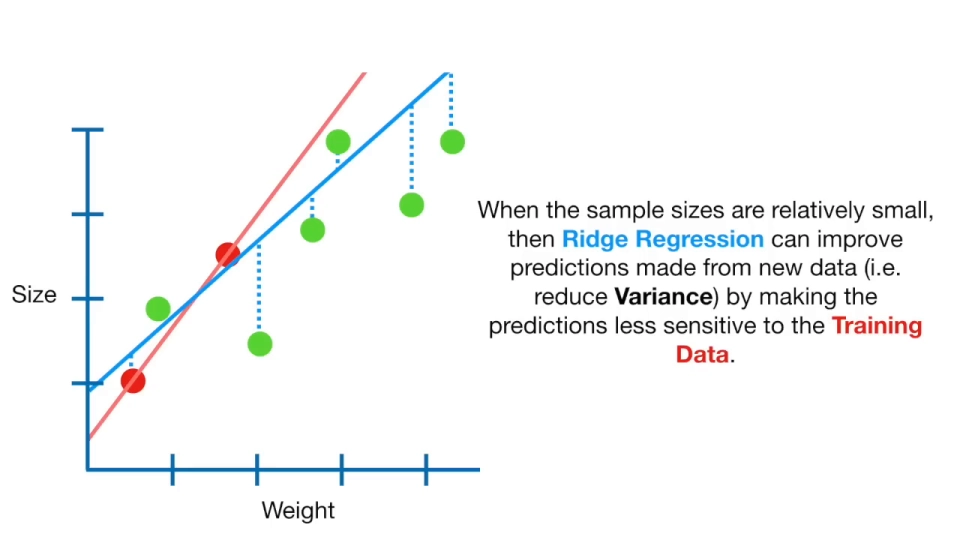 When the sample sizes are relatively small,
then Ridge Regression can improve
predictions made from new data (i.e.
reduce Variance) by making the
predictions less sensitive to the Training
Data.
Size
Weight